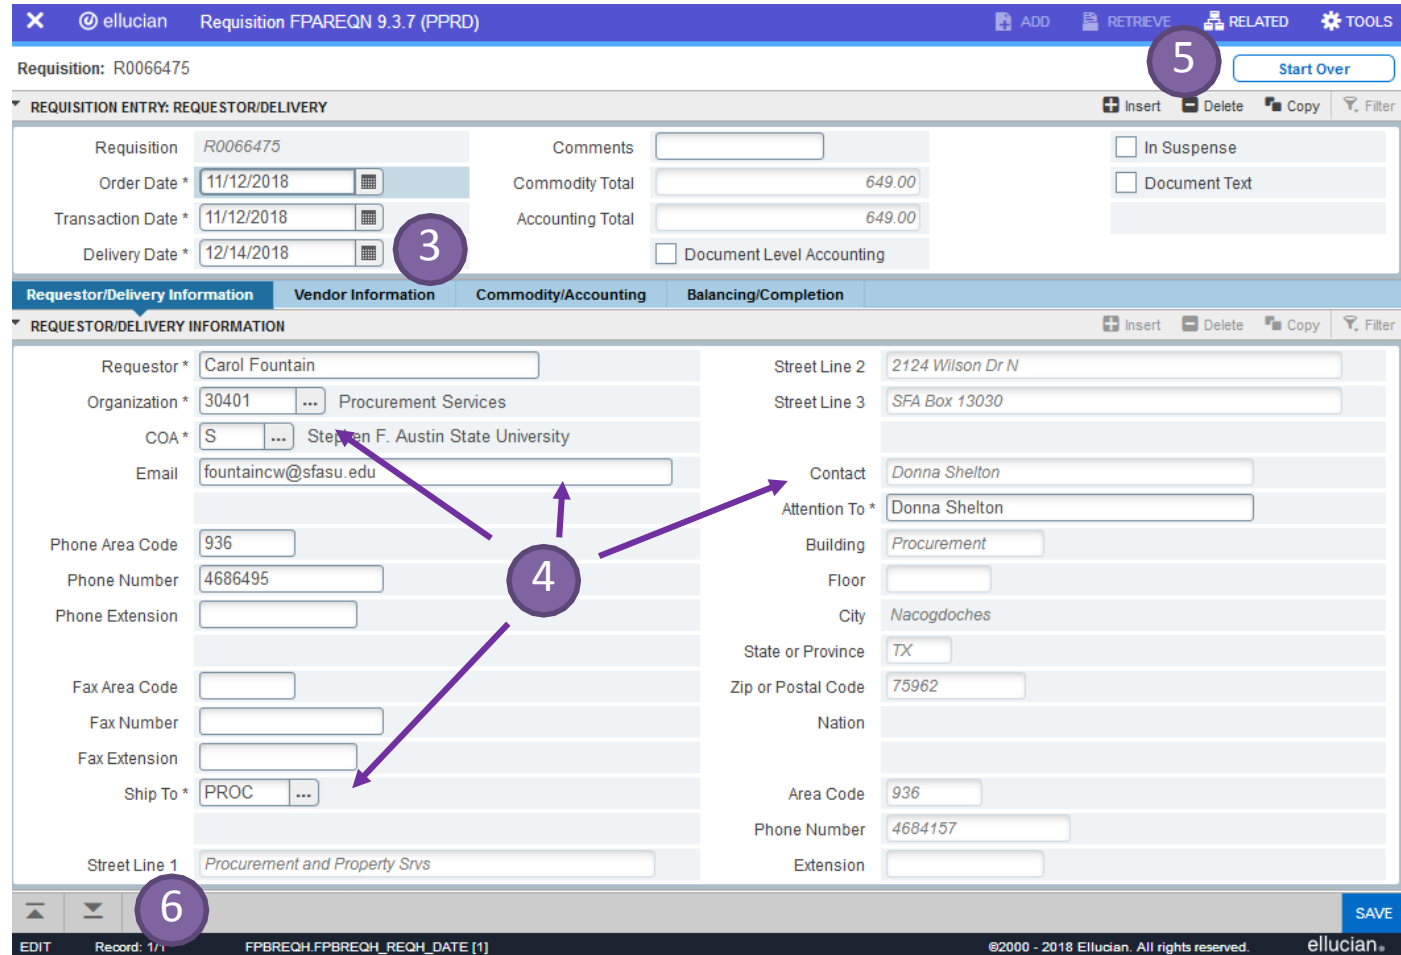 ✕ ellucian Requisition FPAREQN 9.3.7 (PPRD) ADD RETRIEVE RELATED TOOLS
Requisition: R0066475 5 Start Over
REQUISITION ENTRY: REQUESTOR/DELIVERY Insert Delete Copy Filter
Requisition R0066475 Comments In Suspense
Order Date * 11/12/2018 Commodity Total 649.00 Document Text
Transaction Date * 11/12/2018 Accounting Total 649.00
Delivery Date * 12/14/2018 3 Document Level Accounting
Requestor/Delivery Information Vendor Information Commodity/Accounting Balancing/Completion
REQUESTOR/DELIVERY INFORMATION Insert Delete Copy Filter
Requestor * Carol Fountain Street Line 2 2124 Wilson Dr N
Organization * 30401 ... Procurement Services Street Line 3 SFA Box 13030
COA * S ... Stephen F. Austin State University
Email fountaincw@sfasu.edu Contact Donna Shelton
Attention To * Donna Shelton
Phone Area Code 936 Building Procurement
Phone Number 4686495 4 Floor
Phone Extension City Nacogdoches
State or Province TX
Fax Area Code Zip or Postal Code 75962
Fax Number Nation
Fax Extension
Ship To * PROC ... Area Code 936
Phone Number 4684157
Street Line 1 Procurement and Property Srvs Extension
6 SAVE
EDIT Record: 1/1 FPBREQH.FPBREQH_REQH_DATE [1] ©2000 - 2018 Ellucian. All rights reserved. ellucian.